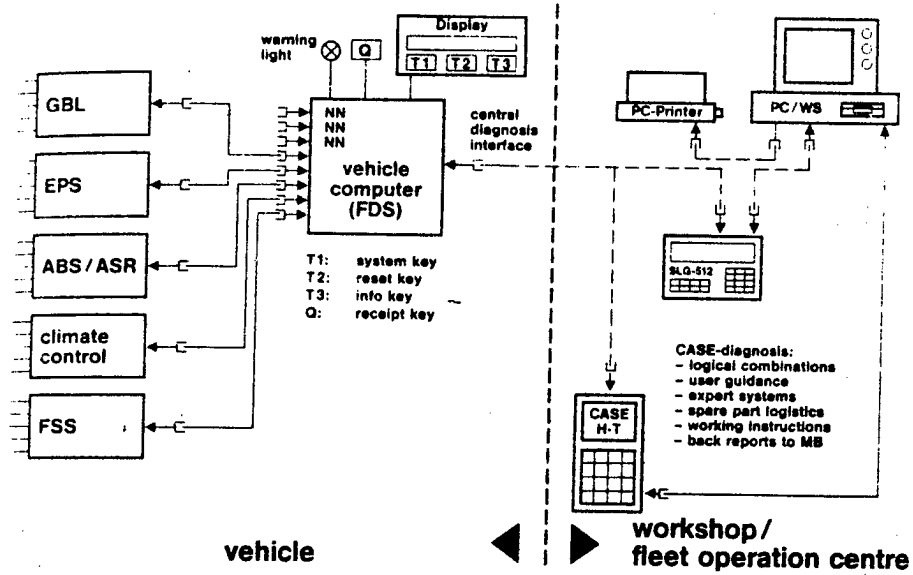 Display
warning
light
Q
T1 T2 T3
GBL
EPS
ABS/ASR
climate
control
FSS
NN
NN
NN
vehicle
computer
(FDS)
T1: system key
T2: reset key
T3: info key
Q: receipt key
central
diagnosis
interface
PC-Printer
PC/WS
SLG-512
CASE
H-T
CASE-diagnosis:
- logical combinations
- user guidance
- expert systems
- spare part logistics
- working instructions
- back reports to MB
vehicle
workshop/
fleet operation centre